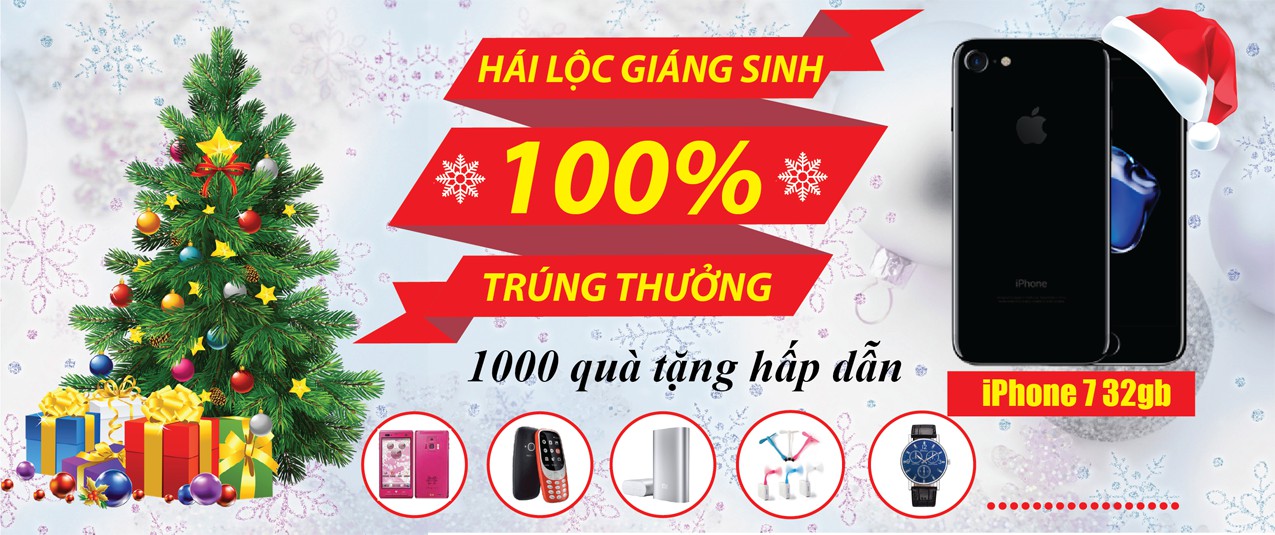 HÁI LỘC GIÁNG SINH
100%
TRÚNG THƯỞNG
1000 quà tặng hấp dẫn
iPhone
iPhone 7 32gb